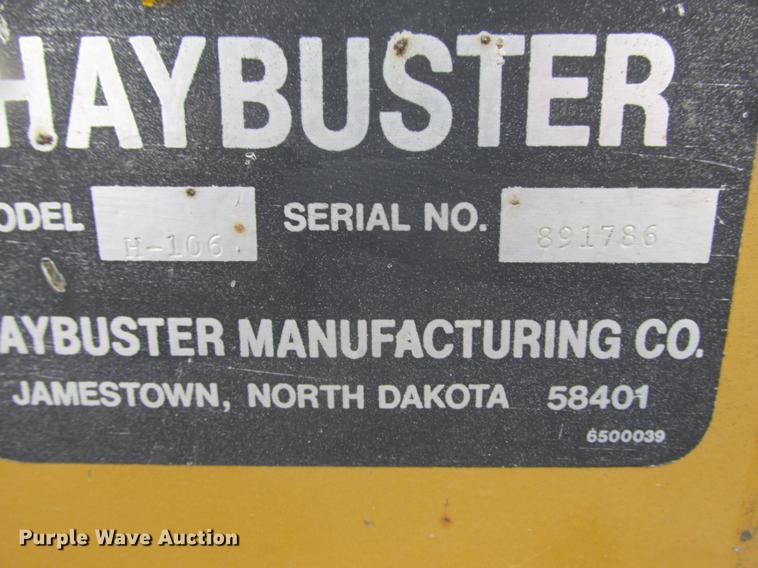 HAYBUSTER
ODEL H-106 SERIAL NO. 891786
AYBUSTER MANUFACTURING CO.
JAMESTOWN, NORTH DAKOTA 58401
6500039
Purple Wave Auction